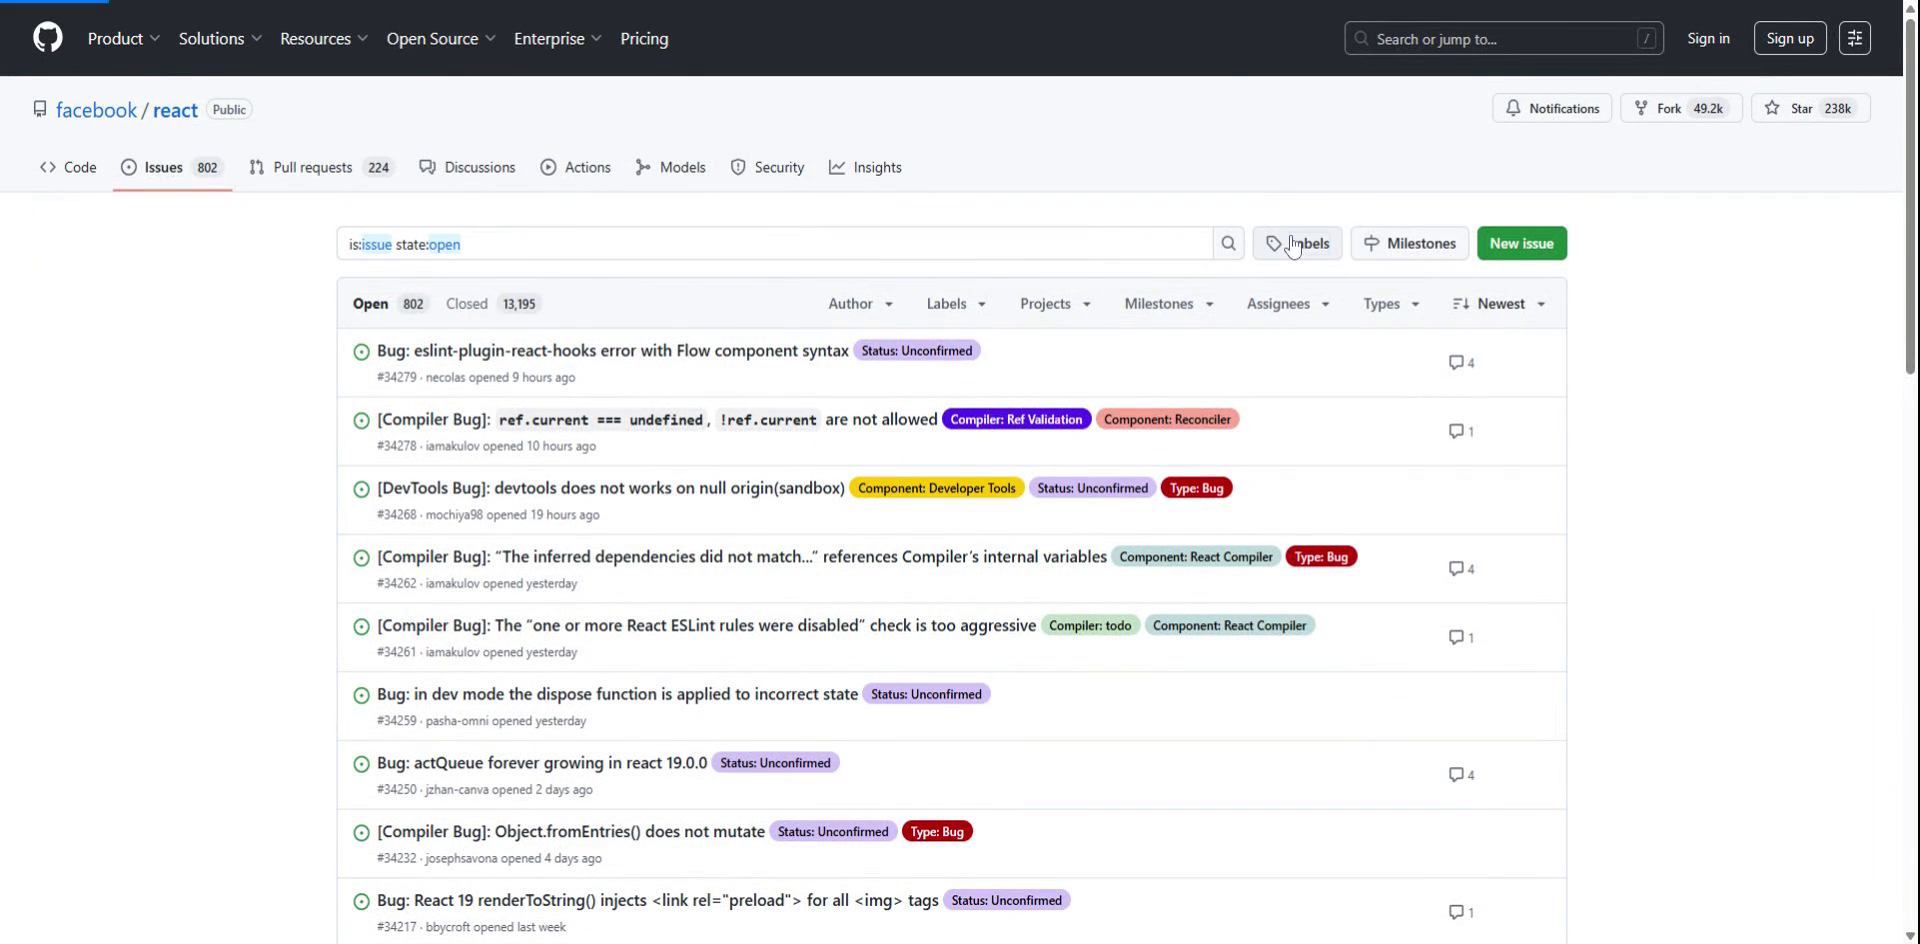 Product Solutions Resources Open Source Enterprise Pricing Search or jump to... / Sign in Sign up
facebook / react Public Notifications Fork 49.2k Star 238k
Code Issues 802 Pull requests 224 Discussions Actions Models Security Insights
is:issue state:open Milestones New issue
Open 802 Closed 13,195 Author Labels Projects Milestones Assignees Types Newest
Bug: eslint-plugin-react-hooks error with Flow component syntax Status: Unconfirmed
4
#34279 · necolas opened 9 hours ago
[Compiler Bug]: ref.current === undefined, !ref.current are not allowed Compiler: Ref Validation Component: Reconciler
1
#34278 · iamakulov opened 10 hours ago
[DevTools Bug]: devtools does not works on null origin(sandbox) Component: Developer Tools Status: Unconfirmed Type: Bug
#34268 · mochiya98 opened 19 hours ago
[Compiler Bug]: “The inferred dependencies did not match...” references Compiler’s internal variables Component: React Compiler Type: Bug
4
#34262 · iamakulov opened yesterday
[Compiler Bug]: The “one or more React ESLint rules were disabled” check is too aggressive Compiler: todo Component: React Compiler
1
#34261 · iamakulov opened yesterday
Bug: in dev mode the dispose function is applied to incorrect state Status: Unconfirmed
#34259 · pasha-omni opened yesterday
Bug: actQueue forever growing in react 19.0.0 Status: Unconfirmed
4
#34250 · jzhan-canva opened 2 days ago
[Compiler Bug]: Object.fromEntries() does not mutate Status: Unconfirmed Type: Bug
#34232 · josephsavona opened 4 days ago
Bug: React 19 renderToString() injects <link rel="preload"> for all <img> tags Status: Unconfirmed
1
#34217 · bbycroft opened last week